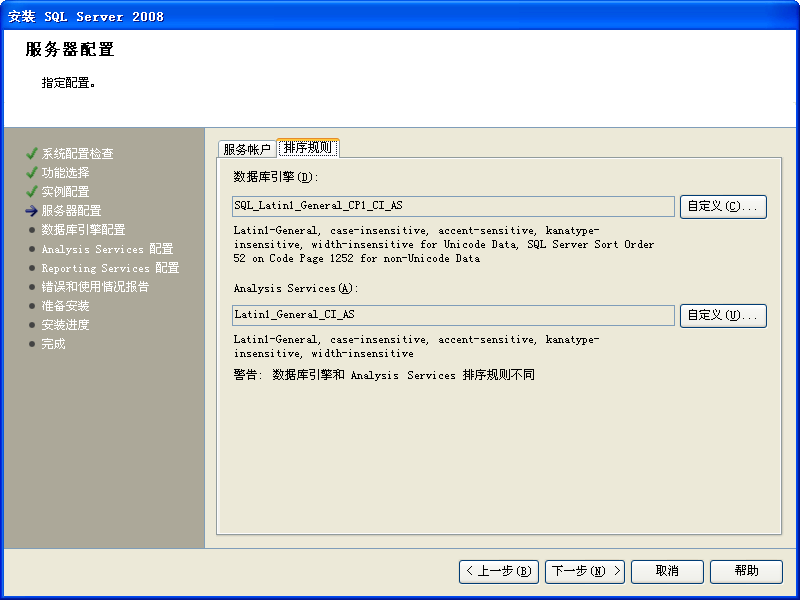 安装 SQL Server 2008
服务器配置
指定配置。
系统配置检查
功能选择
实例配置
服务器配置
数据库引擎配置
Analysis Services 配置
Reporting Services 配置
错误和使用情况报告
准备安装
安装进度
完成
服务帐户 排序规则
数据库引擎(D):
SQL_Latin1_General_CP1_CI_AS 自定义(C)...
Latin1-General, case-insensitive, accent-sensitive, kanatype-
insensitive, width-insensitive for Unicode Data, SQL Server Sort Order
52 on Code Page 1252 for non-Unicode Data
Analysis Services(A):
Latin1_General_CI_AS 自定义(U)...
Latin1-General, case-insensitive, accent-sensitive, kanatype-
insensitive, width-insensitive
警告: 数据库引擎和 Analysis Services 排序规则不同
< 上一步(B) 下一步(N) > 取消 帮助